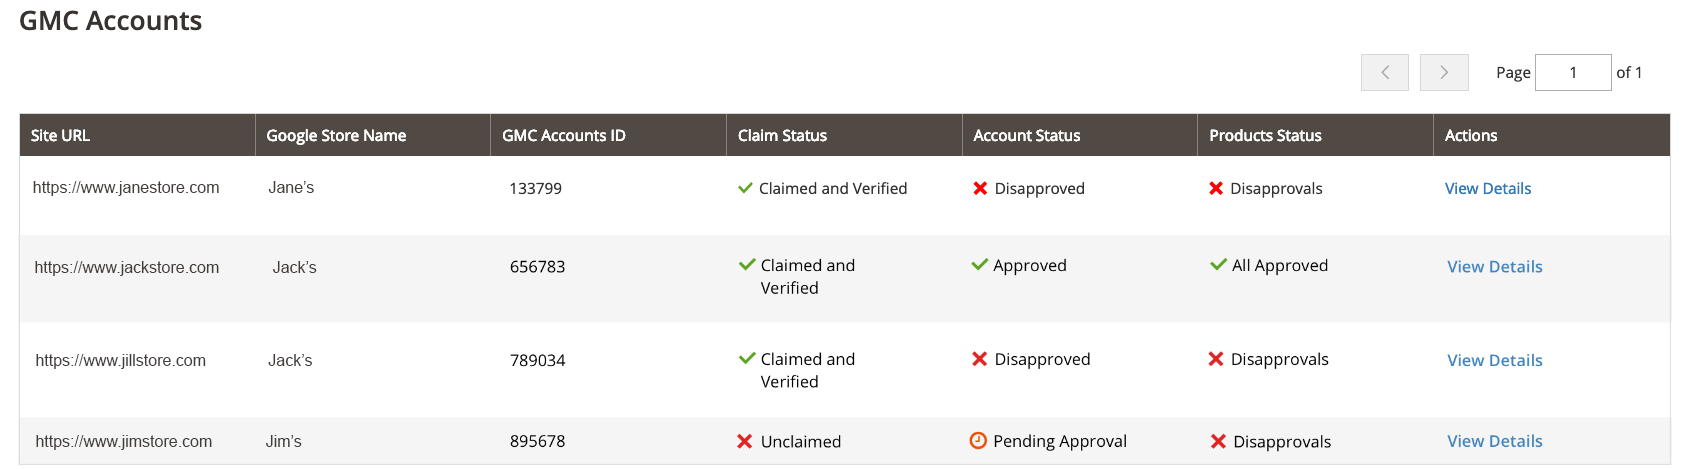 GMC Accounts
Page 1 of 1
Site URL Google Store Name GMC Accounts ID Claim Status Account Status Products Status Actions
https://www.janestore.com Jane’s 133799 Claimed and Verified Disapproved Disapprovals View Details
https://www.jackstore.com Jack’s 656783 Claimed and Approved All Approved View Details
Verified
https://www.jillstore.com Jack’s 789034 Claimed and Disapproved Disapprovals View Details
Verified
https://www.jimstore.com Jim’s 895678 Unclaimed Pending Approval Disapprovals View Details